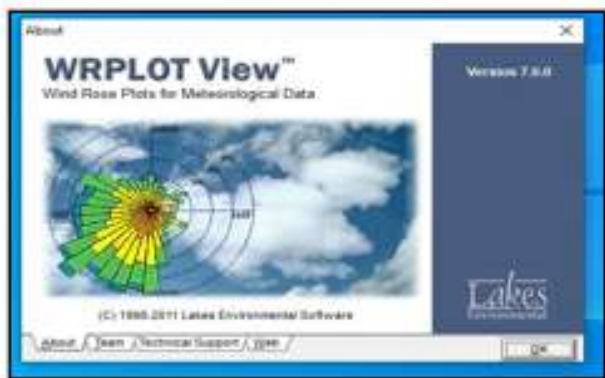 About
WRPLOT View™
Wind Rose Plots for Meteorological Data
Version 7.0.0
(C) 1998-2011 Lakes Environmental Software
Lakes
Environmental
About Team Technical Support Web
OK